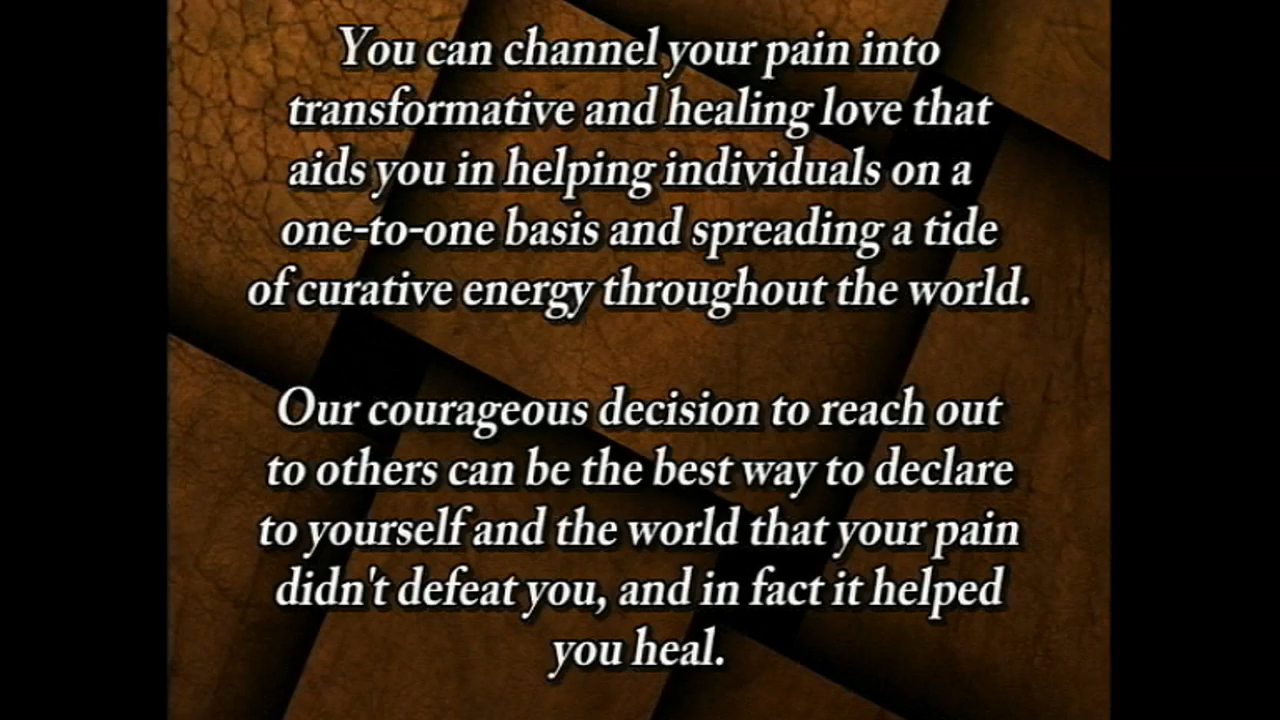 You can channel your pain into
transformative and healing love that
aids you in helping individuals on a
one-to-one basis and spreading a tide
of curative energy throughout the world.
Our courageous decision to reach out
to others can be the best way to declare
to yourself and the world that your pain
didn't defeat you, and in fact it helped
you heal.